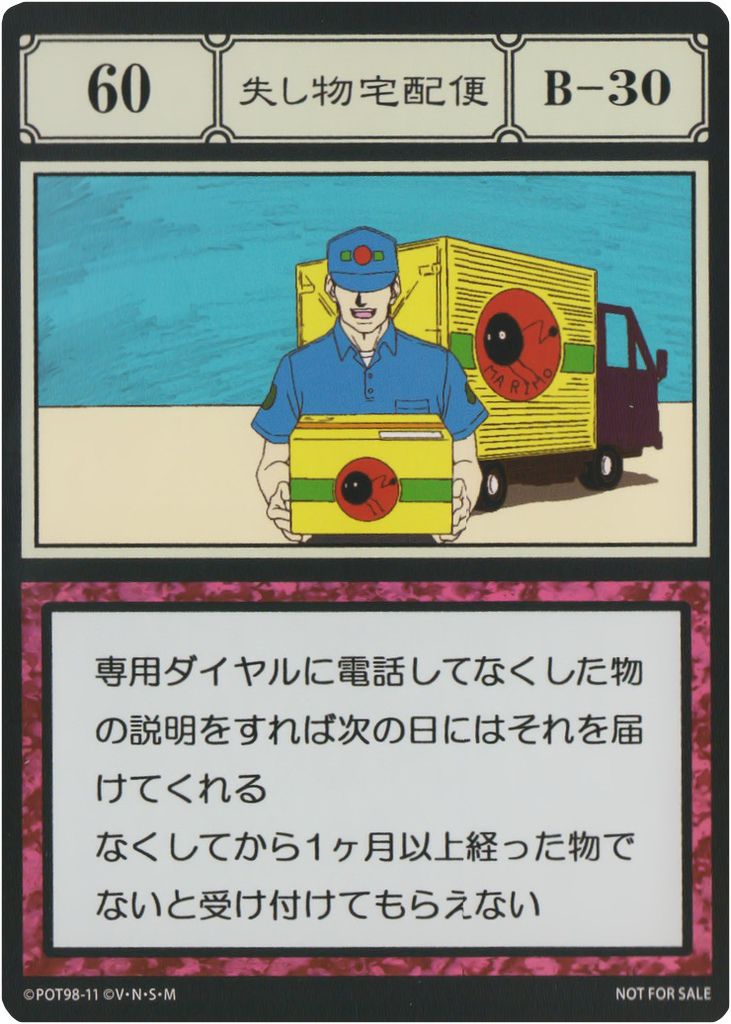 60
失し物宅配便
B-30
MARIMO
専用ダイヤルに電話してなくした物
の説明をすれば次の日にはそれを届
けてくれる
なくしてから1ヶ月以上経った物で
ないと受け付けてもらえない
©POT98-11 ©V・N・S・M
NOT FOR SALE